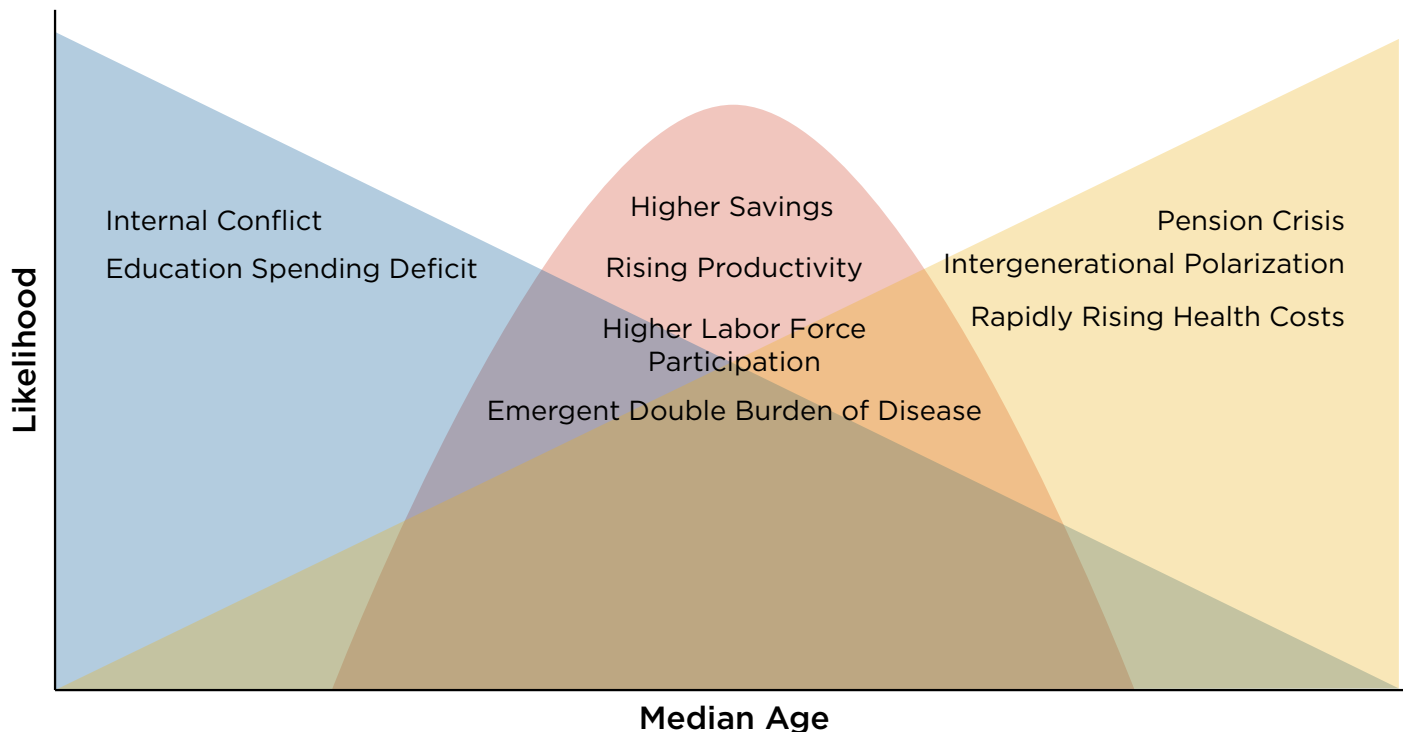 Likelihood
Internal Conflict
Education Spending Deficit
Higher Savings
Rising Productivity
Higher Labor Force
Participation
Emergent Double Burden of Disease
Pension Crisis
Intergenerational Polarization
Rapidly Rising Health Costs
Median Age